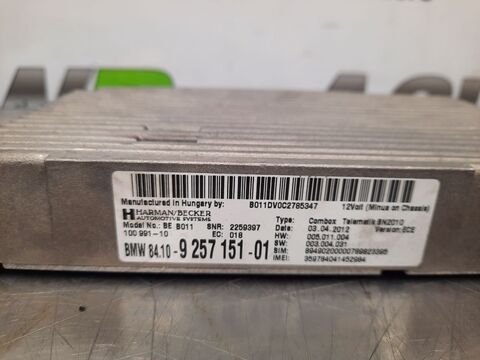 Manufactured in Hungary by: B011DV0C2785347 12Volt (Minus on Chassis)
HARMAN/BECKER
AUTOMOTIVE SYSTEMS
Type: Combox Telematik BN2010
Model No.: BE B011 SNR: 2259397 Date: 03.04.2012 Version: ECE
100 991-10 EC: 01B HW: 005.011.004
SW: 003.004.031
BMW 84.10-9 257 151-01 SIM: 89490200000789823395
IMEI: 359784041452984